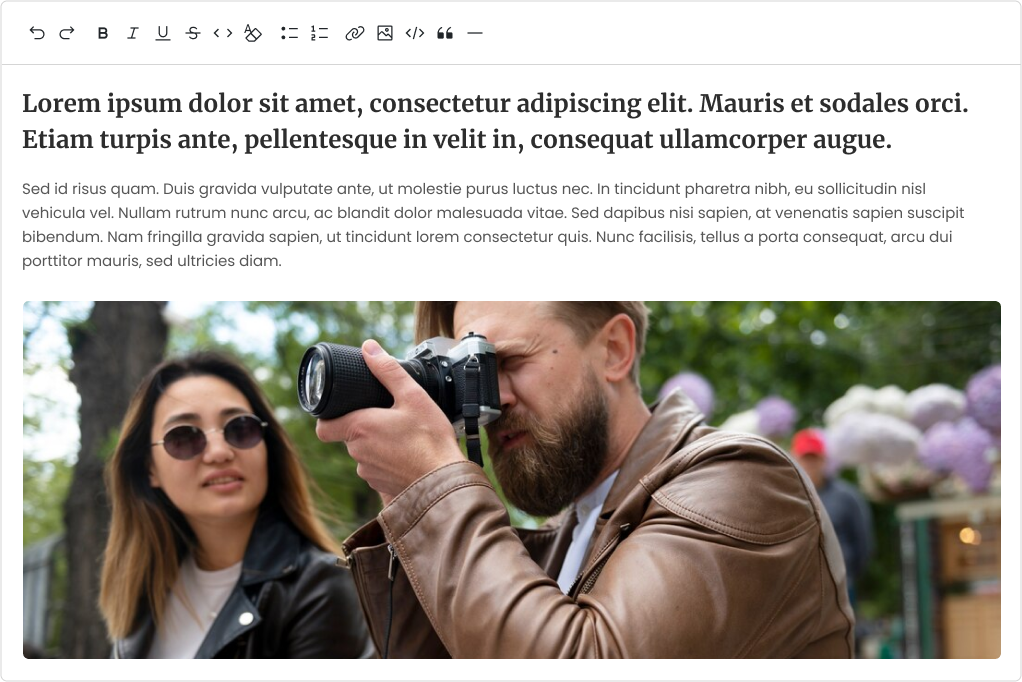 Lorem ipsum dolor sit amet, consectetur adipiscing elit. Mauris et sodales orci.
Etiam turpis ante, pellentesque in velit in, consequat ullamcorper augue.
Sed id risus quam. Duis gravida vulputate ante, ut molestie purus luctus nec. In tincidunt pharetra nibh, eu sollicitudin nisl
vehicula vel. Nullam rutrum nunc arcu, ac blandit dolor malesuada vitae. Sed dapibus nisi sapien, at venenatis sapien suscipit
bibendum. Nam fringilla gravida sapien, ut tincidunt lorem consectetur quis. Nunc facilisis, tellus a porta consequat, arcu dui
porttitor mauris, sed ultricies diam.